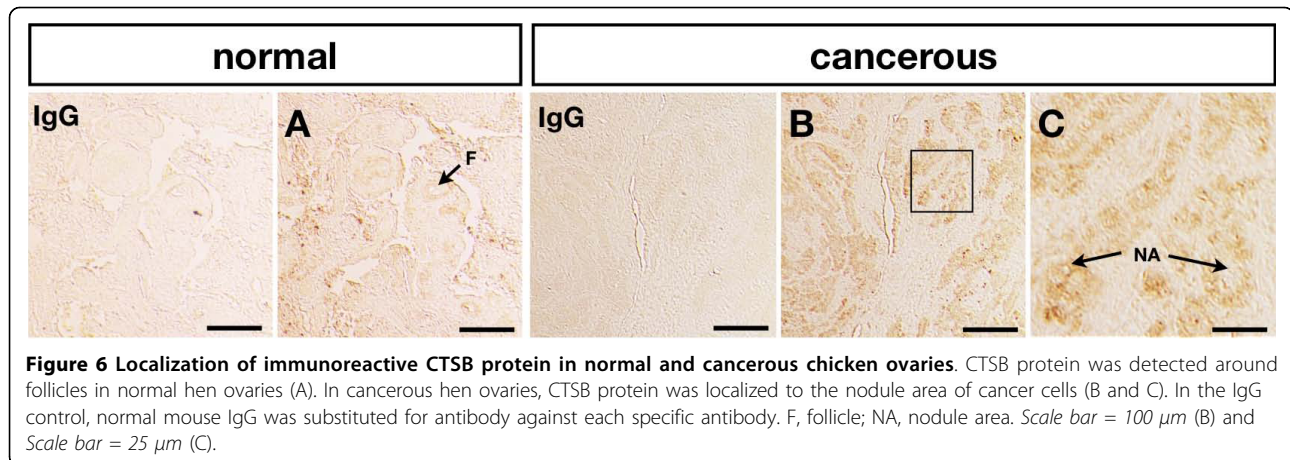 normal
cancerous
IgG
A
F
IgG
B
C
NA
Figure 6 Localization of immunoreactive CTSB protein in normal and cancerous chicken ovaries. CTSB protein was detected around
follicles in normal hen ovaries (A). In cancerous hen ovaries, CTSB protein was localized to the nodule area of cancer cells (B and C). In the IgG
control, normal mouse IgG was substituted for antibody against each specific antibody. F, follicle; NA, nodule area. Scale bar = 100 μm (B) and
Scale bar = 25 μm (C).